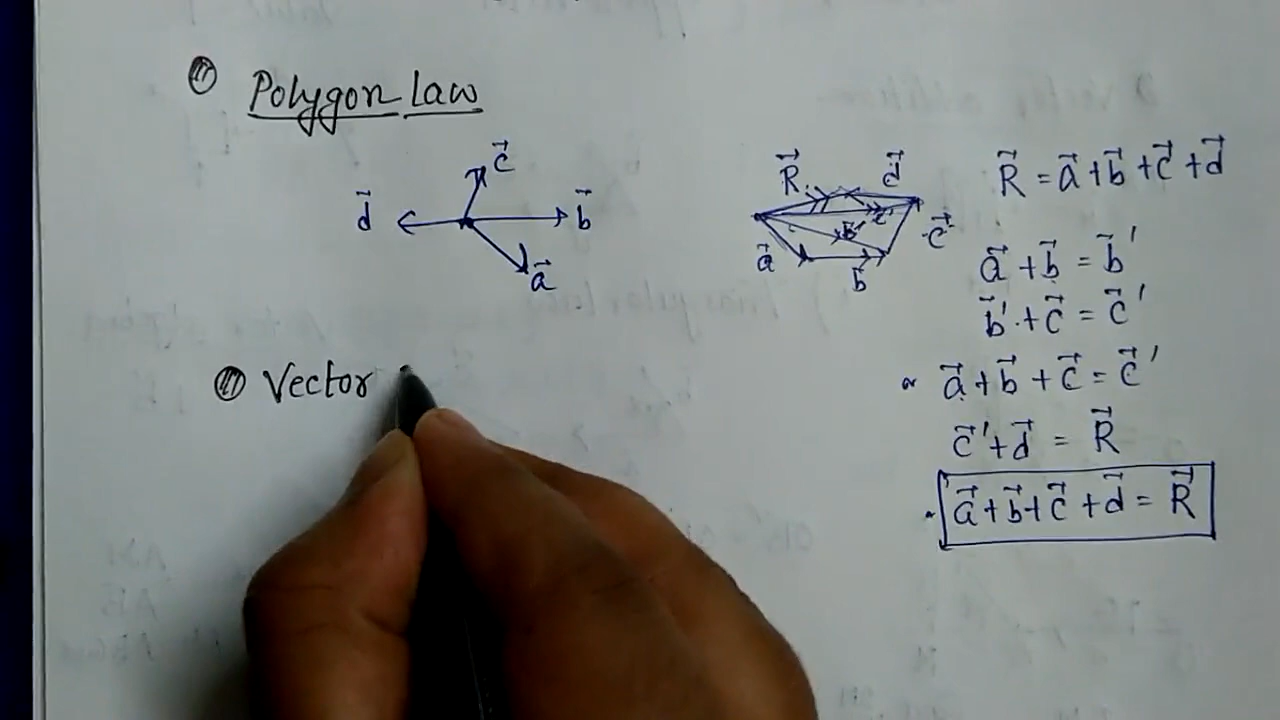 Polygon Law
c⃗
d⃗
b⃗
a⃗
R⃗ d⃗
c⃗'
b⃗'
c⃗
a⃗
b⃗
R⃗ = a⃗ + b⃗ + c⃗ + d⃗
a⃗ + b⃗ = b⃗'
b⃗' + c⃗ = c⃗'
a⃗ + b⃗ + c⃗ = c⃗'
c⃗' + d⃗ = R⃗
a⃗ + b⃗ + c⃗ + d⃗ = R⃗
Vector